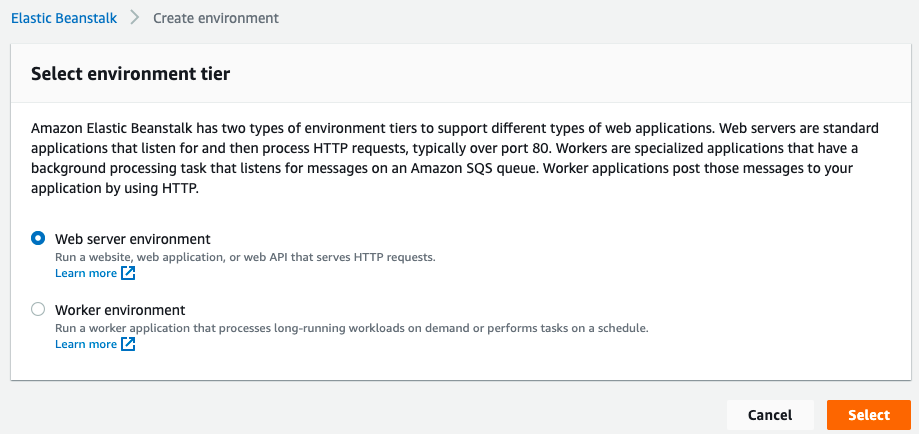 Elastic Beanstalk > Create environment
Select environment tier
Amazon Elastic Beanstalk has two types of environment tiers to support different types of web applications. Web servers are standard
applications that listen for and then process HTTP requests, typically over port 80. Workers are specialized applications that have a
background processing task that listens for messages on an Amazon SQS queue. Worker applications post those messages to your
application by using HTTP.
Web server environment
Run a website, web application, or web API that serves HTTP requests.
Learn more
Worker environment
Run a worker application that processes long-running workloads on demand or performs tasks on a schedule.
Learn more
Cancel Select